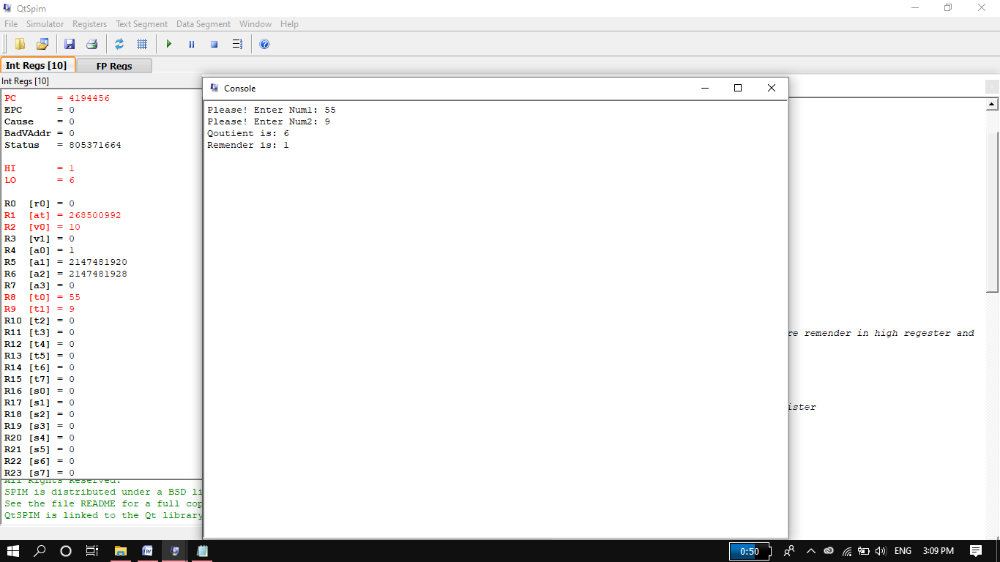 QtSpim
File Simulator Registers Text Segment Data Segment Window Help
Int Regs [10] FP Regs
Int Regs [10]
PC = 4194456
EPC = 0
Cause = 0
BadVAddr = 0
Status = 805371664
HI = 1
LO = 6
R0 [r0] = 0
R1 [at] = 268500992
R2 [v0] = 10
R3 [v1] = 0
R4 [a0] = 1
R5 [a1] = 2147481920
R6 [a2] = 2147481928
R7 [a3] = 0
R8 [t0] = 55
R9 [t1] = 9
R10 [t2] = 0
R11 [t3] = 0
R12 [t4] = 0
R13 [t5] = 0
R14 [t6] = 0
R15 [t7] = 0
R16 [s0] = 0
R17 [s1] = 0
R18 [s2] = 0
R19 [s3] = 0
R20 [s4] = 0
R21 [s5] = 0
R22 [s6] = 0
R23 [s7] = 0
All Rights Reserved.
SPIM is distributed under a BSD li
See the file README for a full cop
QtSPIM is linked to the Qt library
Console
Please! Enter Num1: 55
Please! Enter Num2: 9
Qoutient is: 6
Remender is: 1
re remender in high regester and
ister
0:50 ENG 3:09 PM